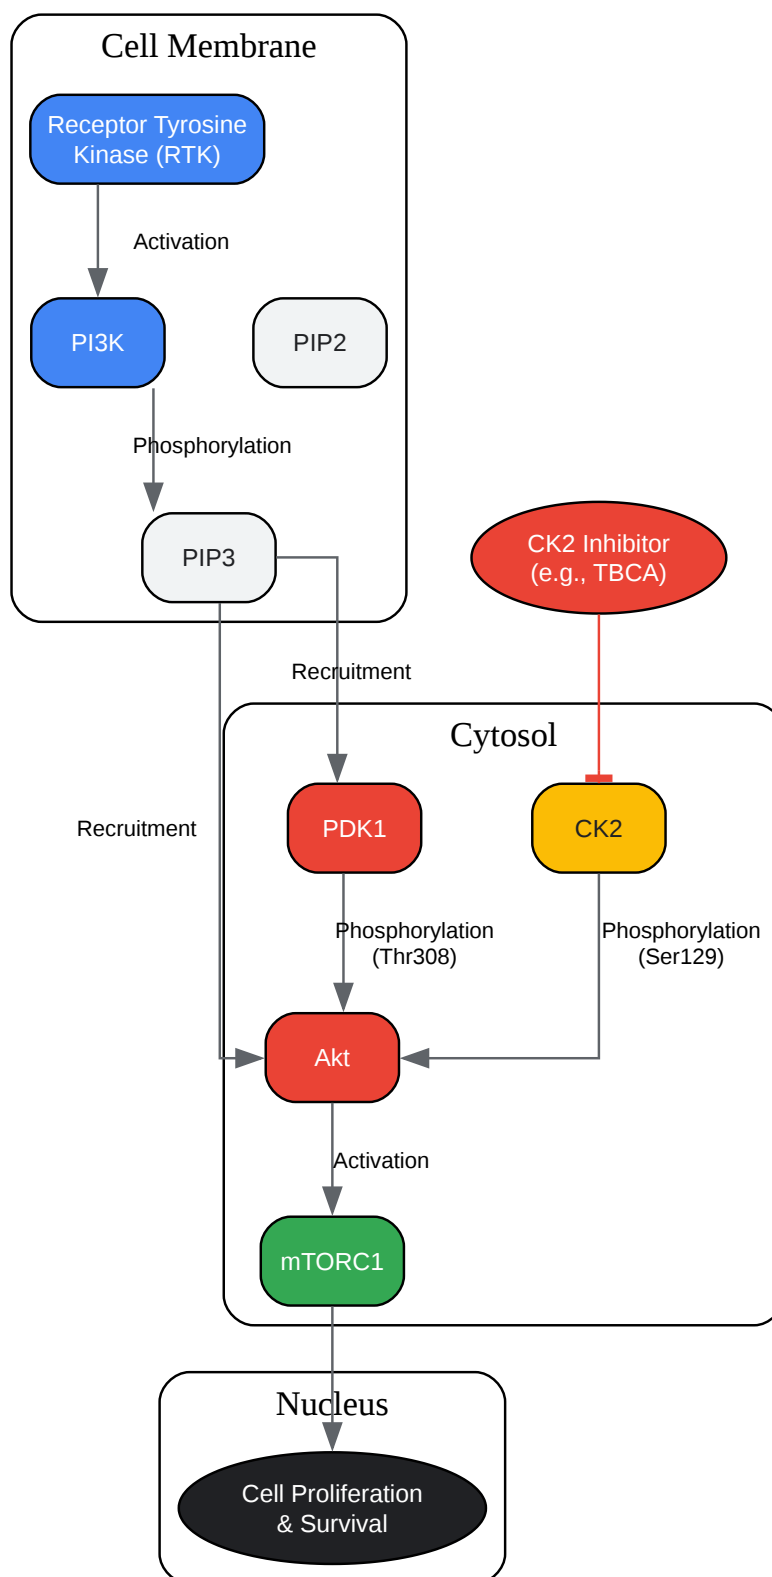 Cell Membrane
Receptor Tyrosine
Kinase (RTK)
Activation
PI3K
PIP2
Phosphorylation
PIP3
CK2 Inhibitor
(e.g., TBCA)
Recruitment
Cytosol
Recruitment
PDK1
CK2
Phosphorylation
(Thr308)
Phosphorylation
(Ser129)
Akt
Activation
mTORC1
Nucleus
Cell Proliferation
& Survival